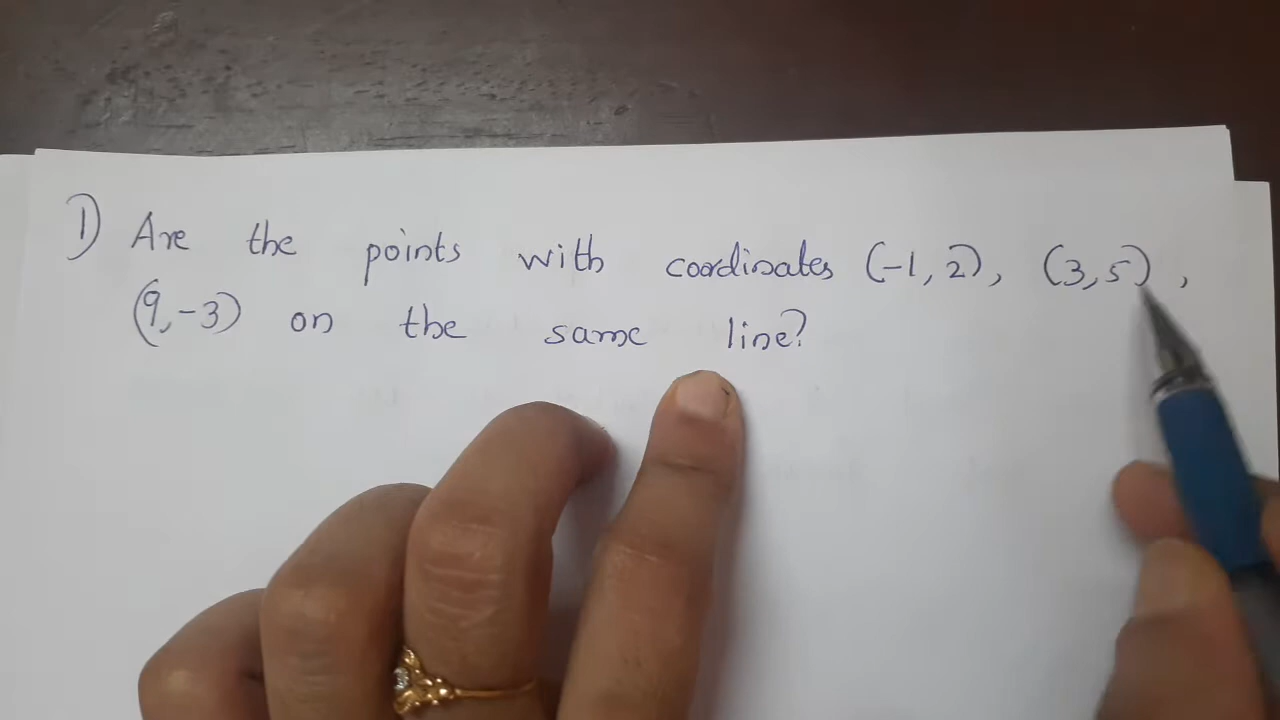 1) Are the points with coordinates (-1, 2), (3, 5),
(9, -3) on the same line?